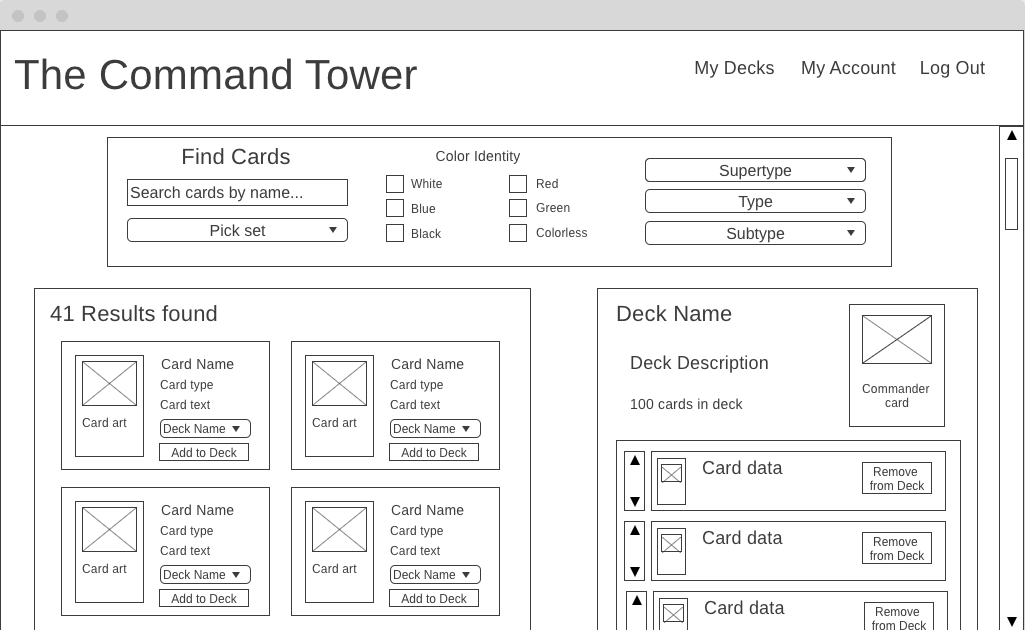 The Command Tower
My Decks
My Account
Log Out
Find Cards
Search cards by name...
Pick set
Color Identity
White
Blue
Black
Red
Green
Colorless
Supertype
Type
Subtype
41 Results found
Card art
Card Name
Card type
Card text
Deck Name
Add to Deck
Card art
Card Name
Card type
Card text
Deck Name
Add to Deck
Card art
Card Name
Card type
Card text
Deck Name
Add to Deck
Card art
Card Name
Card type
Card text
Deck Name
Add to Deck
Deck Name
Deck Description
100 cards in deck
Commander
card
Card data
Remove
from Deck
Card data
Remove
from Deck
Card data
Remove
from Deck